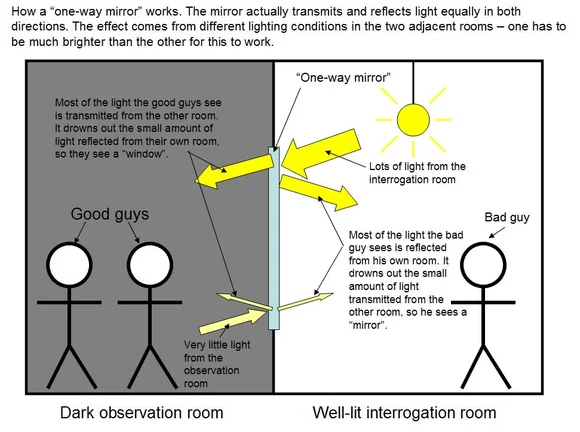 How a “one-way mirror” works. The mirror actually transmits and reflects light equally in both
directions. The effect comes from different lighting conditions in the two adjacent rooms – one has to
be much brighter than the other for this to work.
Most of the light the good guys see
is transmitted from the other room.
It drowns out the small amount of
light reflected from their own room,
so they see a “window”.
“One-way mirror”
Lots of light from the
interrogation room
Good guys
Bad guy
Most of the light the bad
guy sees is reflected
from his own room. It
drowns out the small
amount of light
transmitted from the
other room, so he sees a
“mirror”.
Very little light
from the
observation
room
Dark observation room
Well-lit interrogation room